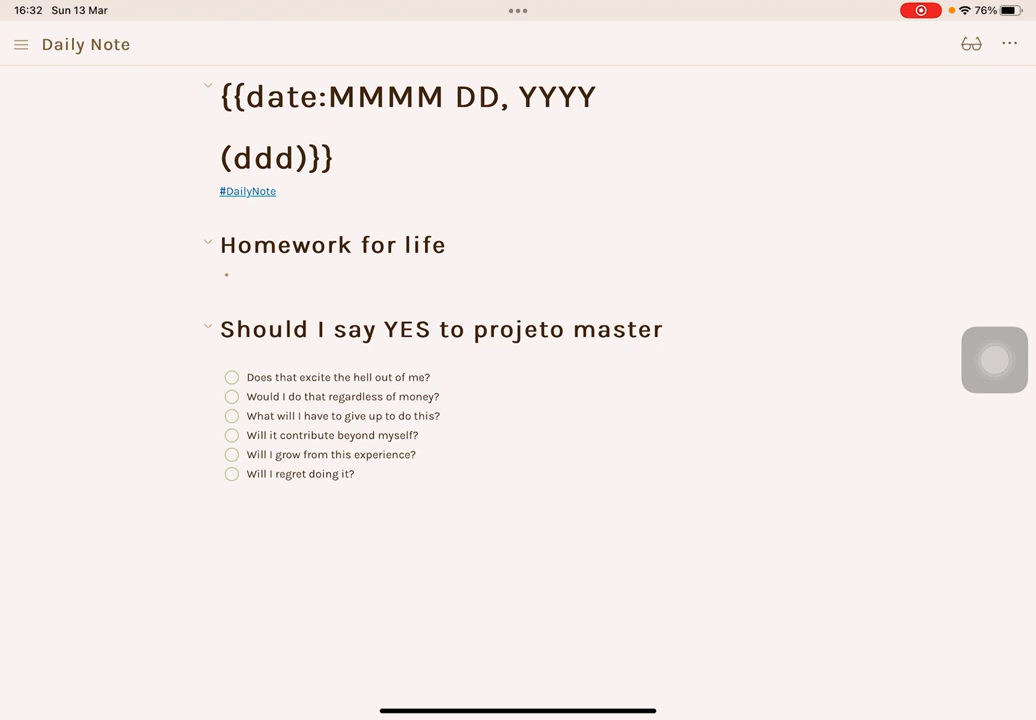 16:32 Sun 13 Mar
76%
Daily Note
{{date:MMMM DD, YYYY
(ddd)}}
#DailyNote
Homework for life
Should I say YES to projeto master
Does that excite the hell out of me?
Would I do that regardless of money?
What will I have to give up to do this?
Will it contribute beyond myself?
Will I grow from this experience?
Will I regret doing it?